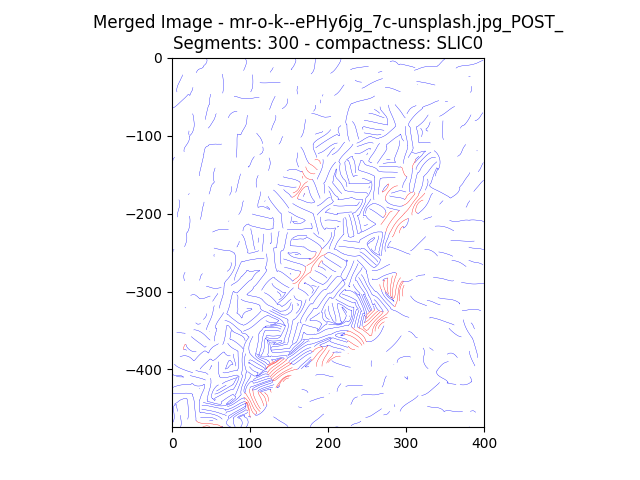 Merged Image - mr-o-k--ePHy6jg_7c-unsplash.jpg_POST_
Segments: 300 - compactness: SLIC0
0
−100
−200
−300
−400
0 100 200 300 400